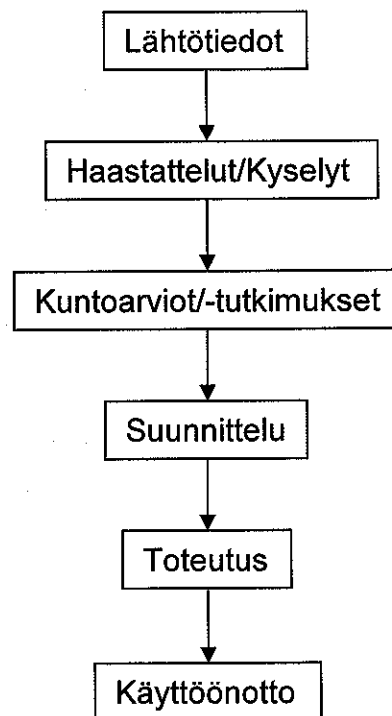 Lähtötiedot
Haastattelut/Kyselyt
Kuntoarviot/-tutkimukset
Suunnittelu
Toteutus
Käyttöönotto